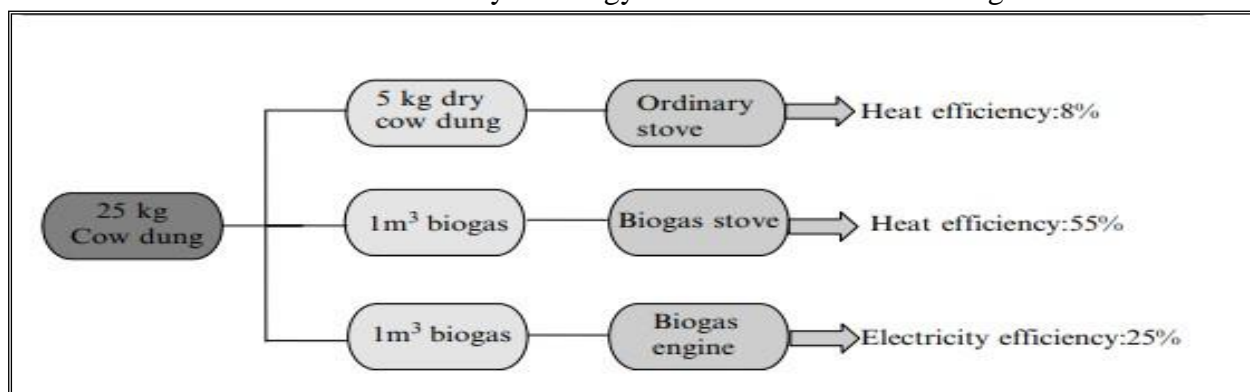 5 kg dry
cow dung
Ordinary
stove
Heat efficiency:8%
25 kg
Cow dung
1m³ biogas
Biogas stove
Heat efficiency:55%
1m³ biogas
Biogas
engine
Electricity efficiency:25%